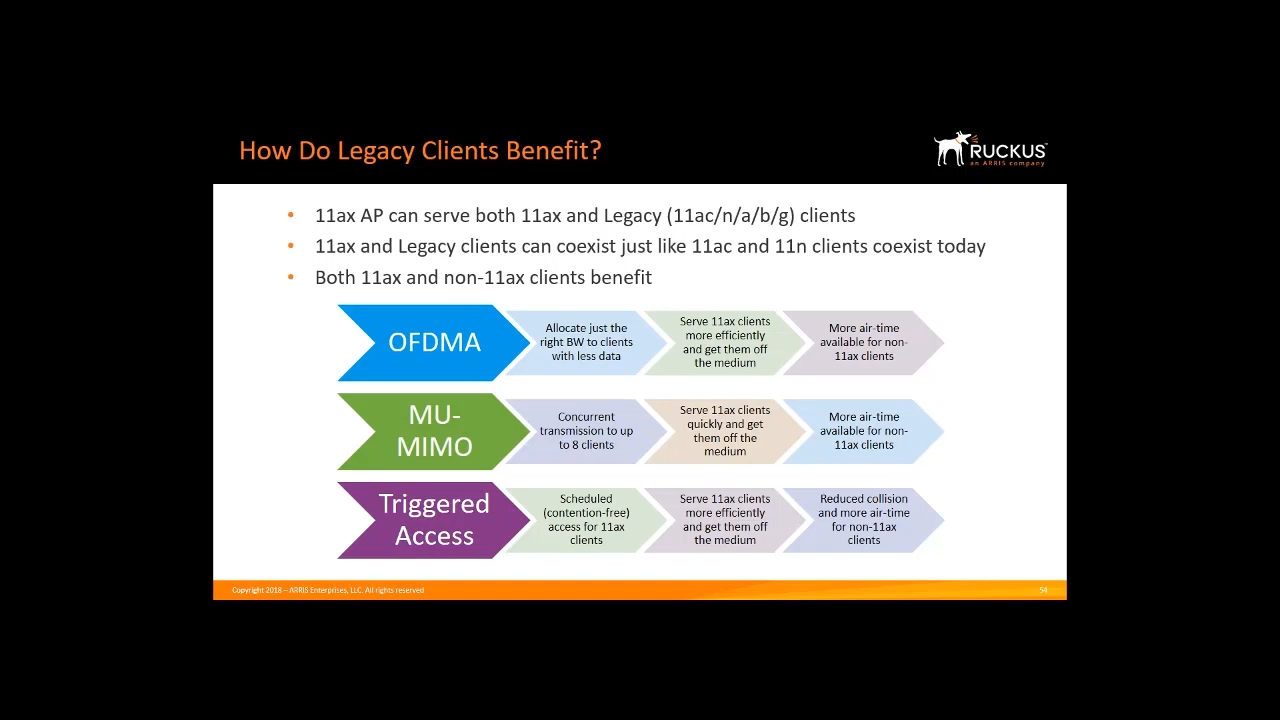 How Do Legacy Clients Benefit?
RUCKUS™
an ARRIS company
• 11ax AP can serve both 11ax and Legacy (11ac/n/a/b/g) clients
• 11ax and Legacy clients can coexist just like 11ac and 11n clients coexist today
• Both 11ax and non-11ax clients benefit
OFDMA
Allocate just the
right BW to clients
with less data
Serve 11ax clients
more efficiently
and get them off
the medium
More air-time
available for non-
11ax clients
MU-
MIMO
Concurrent
transmission to up
to 8 clients
Serve 11ax clients
quickly and get
them off the
medium
More air-time
available for non-
11ax clients
Triggered
Access
Scheduled
(contention-free)
access for 11ax
clients
Serve 11ax clients
more efficiently
and get them off
the medium
Reduced collision
and more air-time
for non-11ax
clients
Copyright 2018 – ARRIS Enterprises, LLC. All rights reserved
54